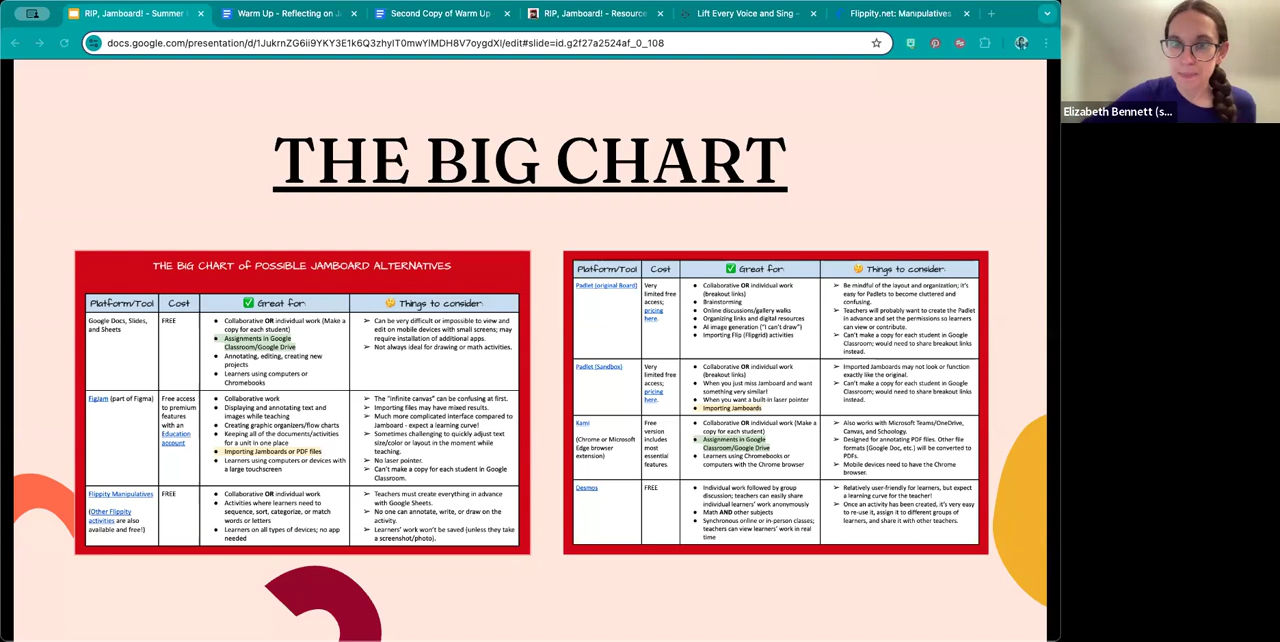 RIP, Jamboard! - Summer
Warm Up - Reflecting on J
Second Copy of Warm Up
RIP, Jamboard! - Resource
Lift Every Voice and Sing -
Flippity.net: Manipulatives
docs.google.com/presentation/d/1JukrnZG6ii9YKY3E1k6Q3zhyIT0mwYlMDH8V7oygdXI/edit#slide=id.g2f27a2524af_0_108
Elizabeth Bennett (s...
THE BIG CHART
THE BIG CHART of POSSIBLE JAMBOARD ALTERNATIVES
Platform/Tool
Cost
✅ Great for:
🤔 Things to consider:
Google Docs, Slides,
and Sheets
FREE
● Collaborative OR individual work (Make a
copy for each student)
● Assignments in Google
Classroom/Google Drive
● Annotating, editing, creating new
projects
● Learners using computers or
Chromebooks
➢ Can be very difficult or impossible to view and
edit on mobile devices with small screens; may
require installation of additional apps.
➢ Not always ideal for drawing or math activities.
FigJam (part of Figma)
Free access
to premium
features
with an
Education
account
● Collaborative work
● Displaying and annotating text and
images while teaching
● Creating graphic organizers/flow charts
● Keeping all of the documents/activities
for a unit in one place
● Importing Jamboards or PDF files
● Learners using computers or devices with
a large touchscreen
➢ The "infinite canvas" can be confusing at first.
➢ Importing files may have mixed results.
➢ Much more complicated interface compared to
Jamboard - expect a learning curve!
➢ Sometimes challenging to quickly adjust text
size/color or layout in the moment while
teaching.
➢ No laser pointer.
➢ Can't make a copy for each student in Google
Classroom.
Flippity Manipulatives
(Other Flippity
activities are also
available and free!)
FREE
● Collaborative OR individual work
● Activities where learners need to
sequence, sort, categorize, or match
words or letters
● Learners on all types of devices; no app
needed
➢ Teachers must create everything in advance
with Google Sheets.
➢ No one can annotate, write, or draw on the
activity.
➢ Learners' work won't be saved (unless they take
a screenshot/photo).
Platform/Tool
Cost
✅ Great for:
🤔 Things to consider:
Padlet (original Board)
Very
limited free
access;
pricing
here.
● Collaborative OR individual work
(breakout links)
● Brainstorming
● Online discussions/gallery walks
● Organizing links and digital resources
● AI image generation ("I can't draw")
● Importing Flip (Flipgrid) activities
➢ Be mindful of the layout and organization; it's
easy for Padlets to become cluttered and
confusing.
➢ Teachers will probably want to create the Padlet
in advance and set the permissions so learners
can view or contribute.
➢ Can't make a copy for each student in Google
Classroom; would need to share breakout links
instead.
Padlet (Sandbox)
Very
limited free
access;
pricing
here.
● Collaborative OR individual work
(breakout links)
● When you just miss Jamboard and want
something very similar!
● When you want a built-in laser pointer
● Importing Jamboards
➢ Imported Jamboards may not look or function
exactly like the original.
➢ Can't make a copy for each student in Google
Classroom; would need to share breakout links
instead.
Kami
(Chrome or Microsoft
Edge browser
extension)
Free
version
includes
most
essential
features.
● Collaborative OR individual work (Make a
copy for each student)
● Assignments in Google
Classroom/Google Drive
● Learners using Chromebooks or
computers with the Chrome browser
➢ Also works with Microsoft Teams/OneDrive,
Canvas, and Schoology.
➢ Designed for annotating PDF files. Other file
formats (Google Doc, etc.) will be converted to
PDFs.
➢ Mobile devices need to have the Chrome
browser.
Desmos
FREE
● Individual work followed by group
discussion; teachers can easily share
individual learners' work anonymously
● Math AND other subjects
● Synchronous online or in-person classes;
teachers can view learners' work in real
time
➢ Relatively user-friendly for learners, but expect
a learning curve for the teacher!
➢ Once an activity has been created, it's very easy
to re-use it, assign it to different groups of
learners, and share it with other teachers.